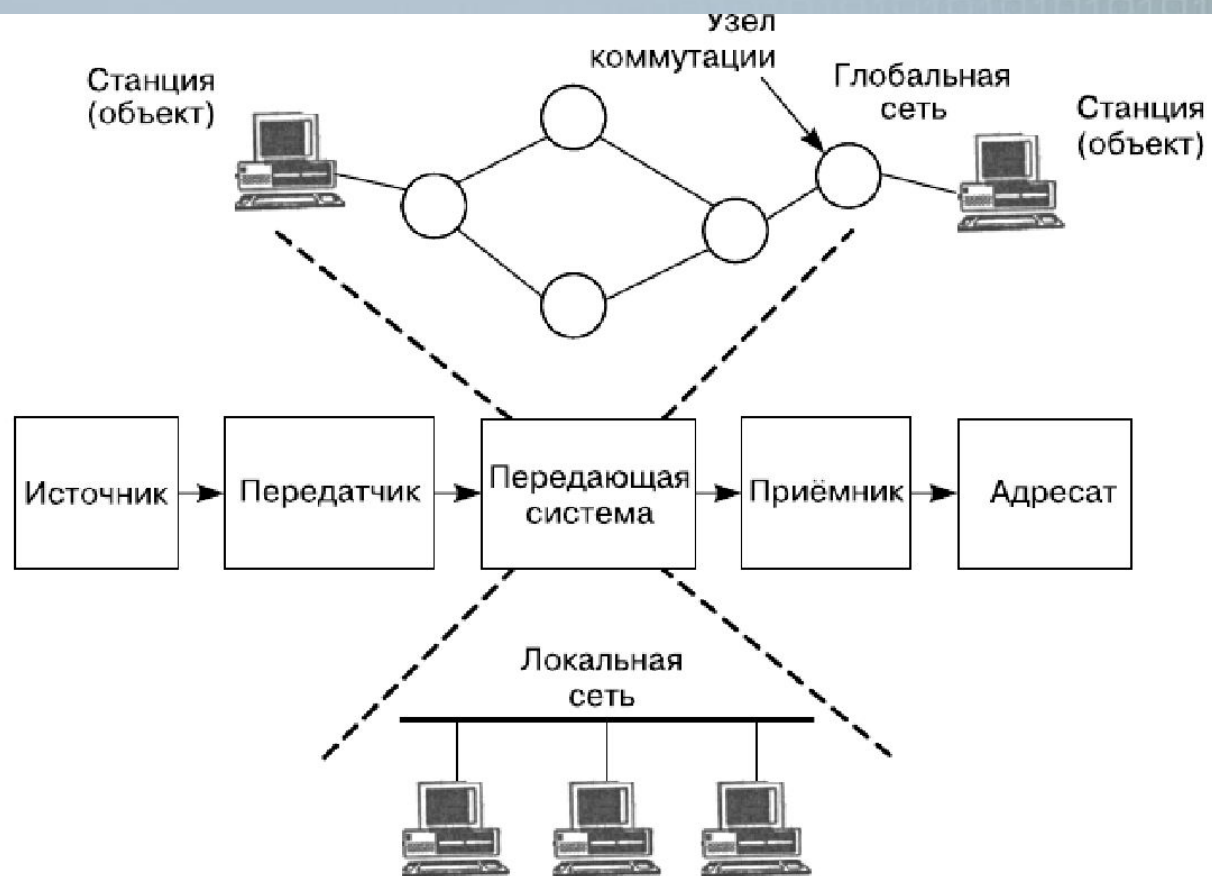 Узел
коммутации
Станция
(объект)
Глобальная
сеть
Станция
(объект)
Источник
Передатчик
Передающая
система
Приёмник
Адресат
Локальная
сеть